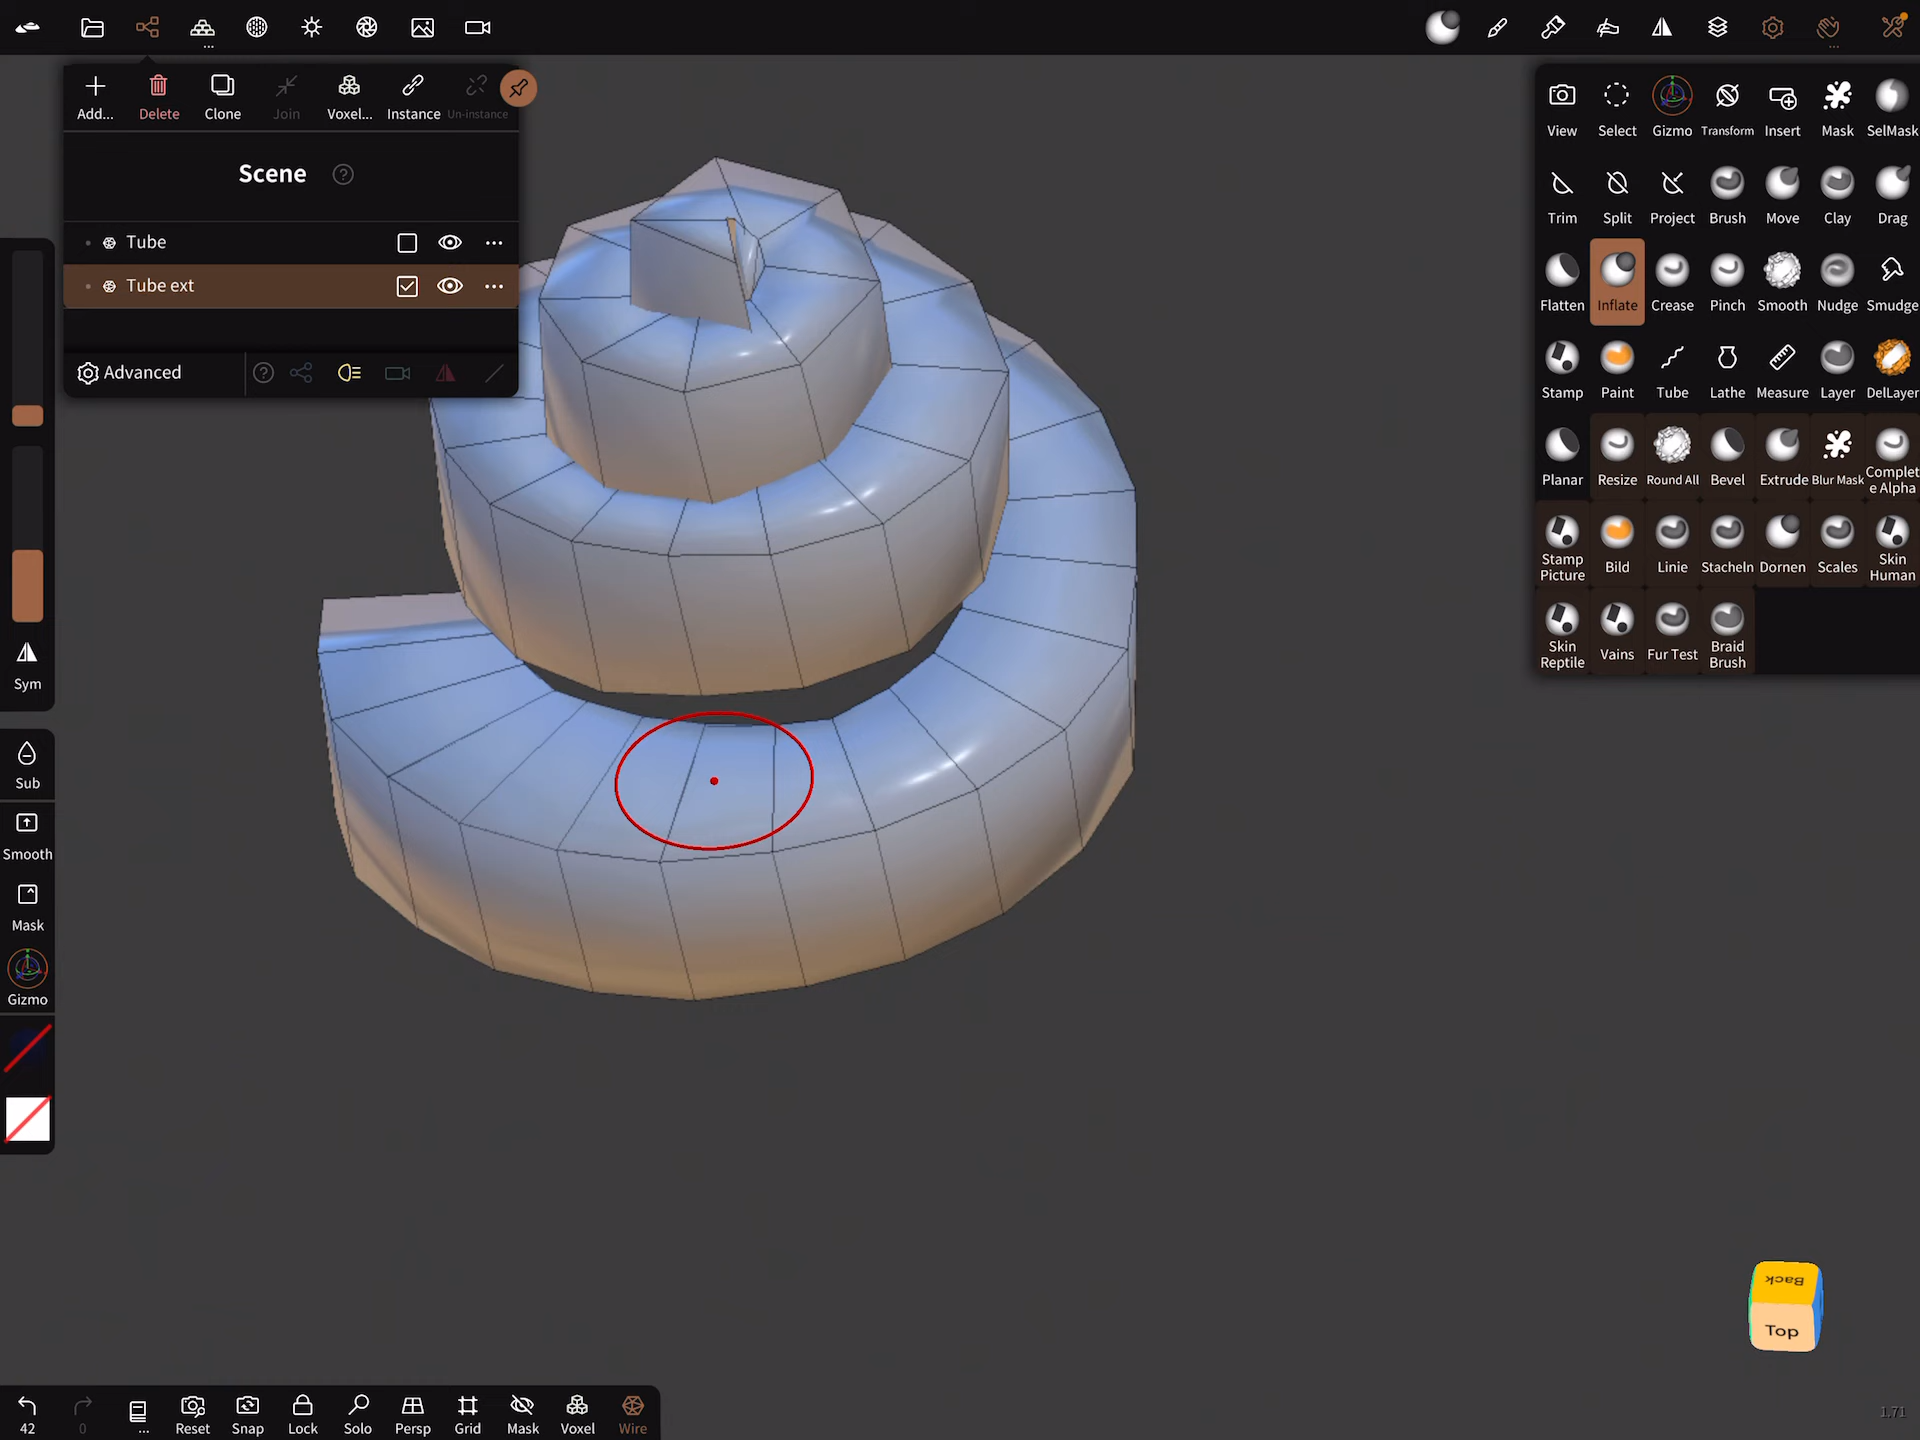 Add...
Delete
Clone
Join
Voxel...
Instance
Un-instance
Scene
?
Tube
...
Tube ext
...
Advanced
?
Sym
Sub
Smooth
Mask
Gizmo
View
Select
Gizmo
Transform
Insert
Mask
SelMask
Trim
Split
Project
Brush
Move
Clay
Drag
Flatten
Inflate
Crease
Pinch
Smooth
Nudge
Smudge
Stamp
Paint
Tube
Lathe
Measure
Layer
DelLayer
Planar
Resize
Round All
Bevel
Extrude
Blur Mask
Complet
e Alpha
Stamp
Picture
Bild
Linie
Stacheln
Dornen
Scales
Skin
Human
Skin
Reptile
Vains
Fur Test
Braid
Brush
Back
Top
42
0
...
Reset
Snap
Lock
Solo
Persp
Grid
Mask
Voxel
Wire
1.71